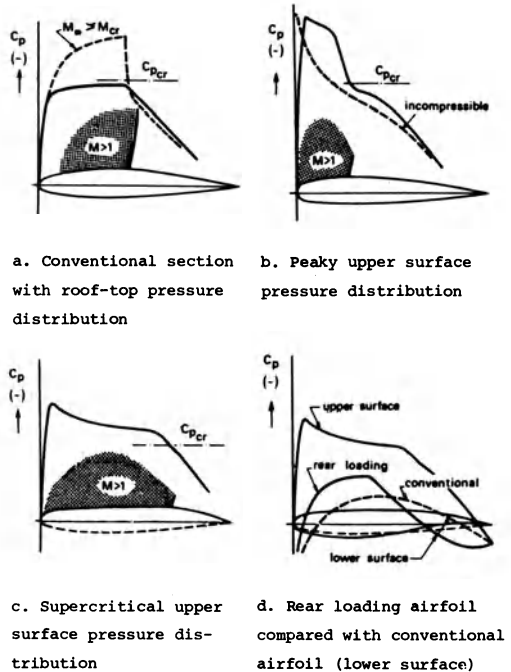 Cp
(-)
M∞ ≥ Mcr
Cpcr
M>1
a. Conventional section
with roof-top pressure
distribution
Cp
(-)
Cpcr
incompressible
M>1
b. Peaky upper surface
pressure distribution
Cp
(-)
Cpcr
M>1
c. Supercritical upper
surface pressure dis-
tribution
Cp
(-)
upper surface
rear loading
conventional
lower surface
d. Rear loading airfoil
compared with conventional
airfoil (lower surface)